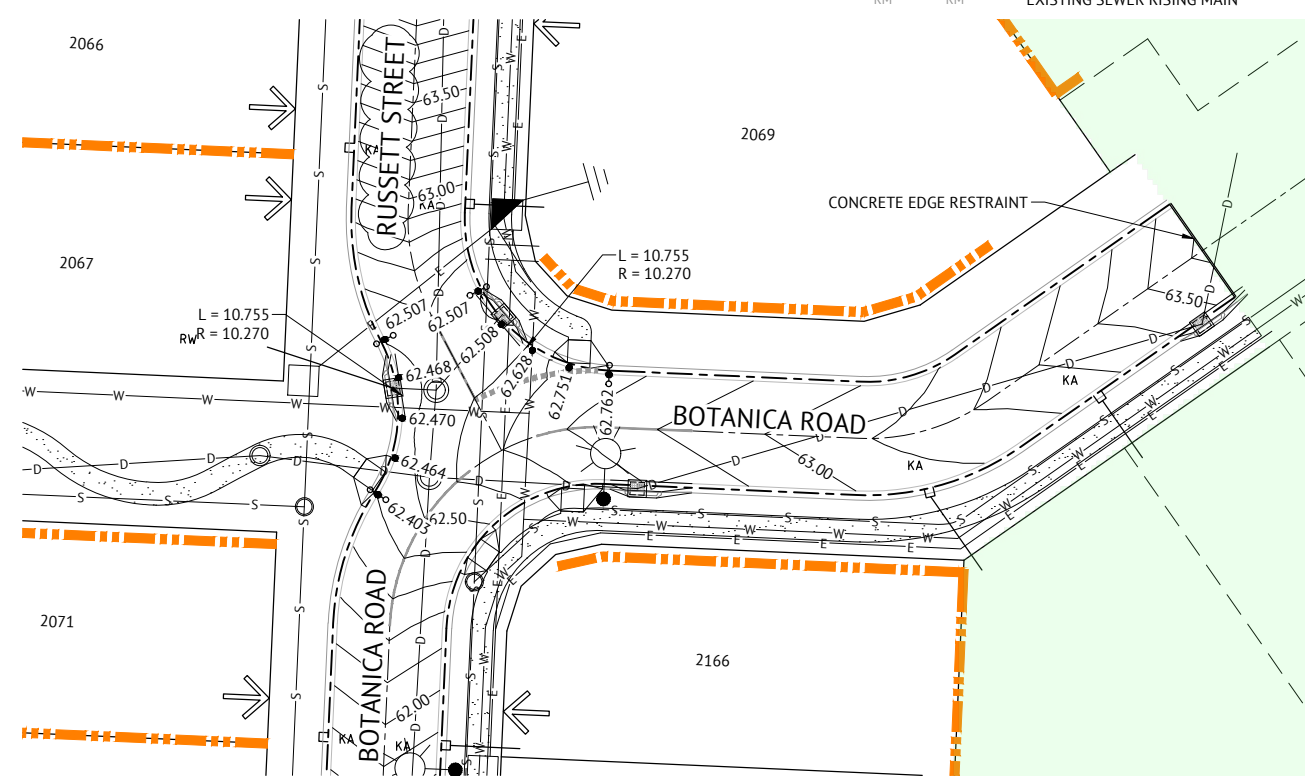 RM RM EXISTING SEWER RISING MAIN
2066
RUSSETT STREET
63.50
KA
63.00
KA
2069
CONCRETE EDGE RESTRAINT
2067
L = 10.755
R = 10.270
L = 10.755
R = 10.270
RW
62.507
62.507
62.508
62.628
62.468
62.751
62.762
62.470
62.464
62.403
62.50
BOTANICA ROAD
63.00
KA
KA
63.50
2071
BOTANICA ROAD
62.00
KA
KA
2166